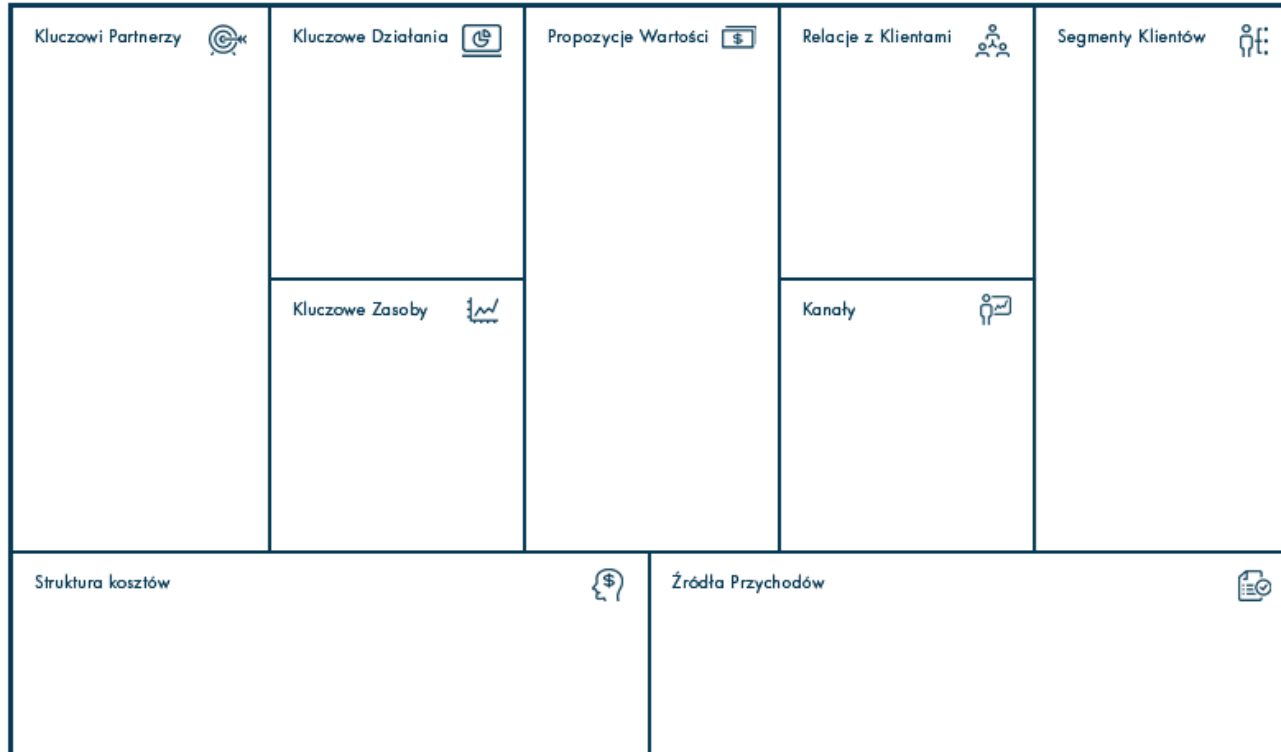 Kluczowi Partnerzy
Kluczowe Działania
Propozycje Wartości
$
Relacje z Klientami
Segmenty Klientów
Kluczowe Zasoby
Kanały
Struktura kosztów
$
Źródła Przychodów